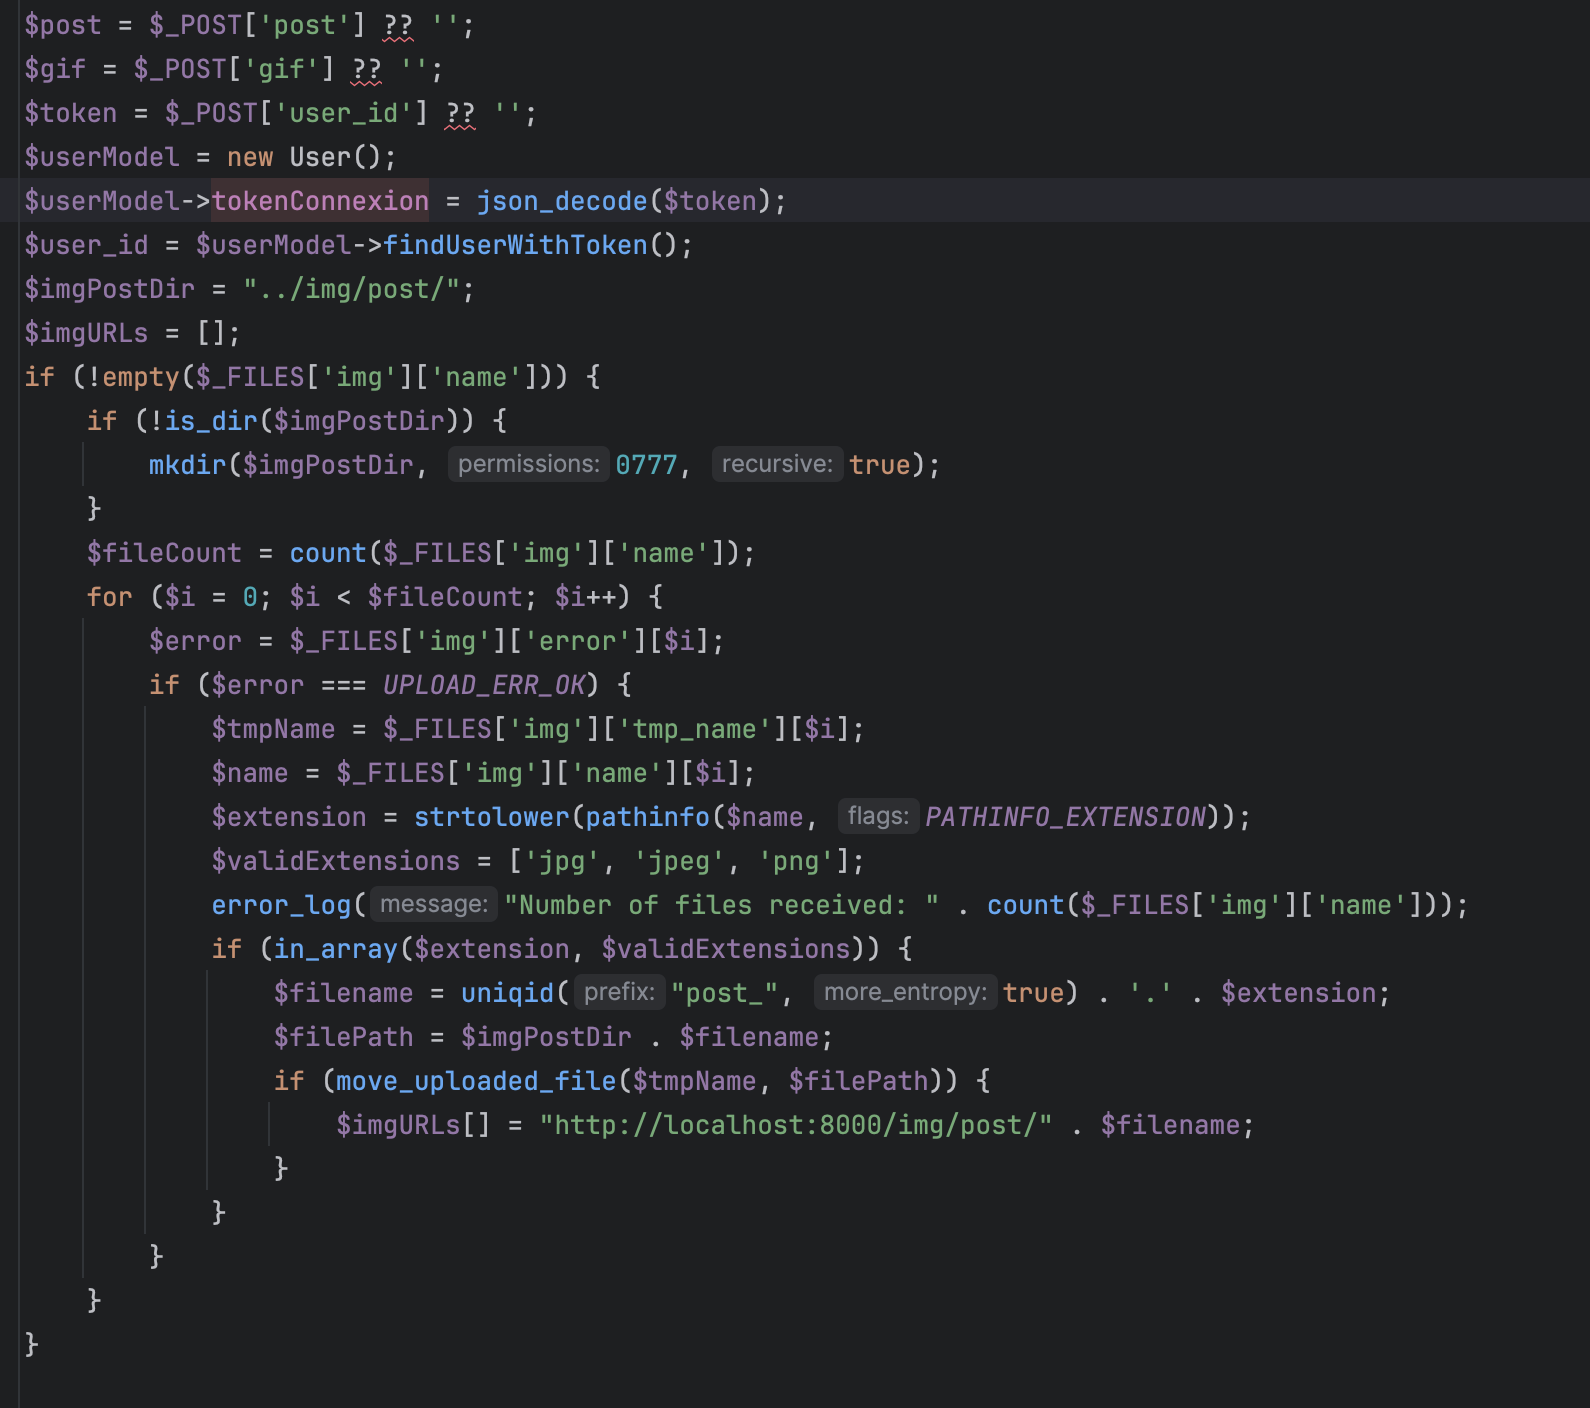 $post = $_POST['post'] ?? '';
$gif = $_POST['gif'] ?? '';
$token = $_POST['user_id'] ?? '';
$userModel = new User();
$userModel->tokenConnexion = json_decode($token);
$user_id = $userModel->findUserWithToken();
$imgPostDir = "../img/post/";
$imgURLs = [];
if (!empty($_FILES['img']['name'])) {
    if (!is_dir($imgPostDir)) {
        mkdir($imgPostDir, permissions: 0777, recursive: true);
    }
    $fileCount = count($_FILES['img']['name']);
    for ($i = 0; $i < $fileCount; $i++) {
        $error = $_FILES['img']['error'][$i];
        if ($error === UPLOAD_ERR_OK) {
            $tmpName = $_FILES['img']['tmp_name'][$i];
            $name = $_FILES['img']['name'][$i];
            $extension = strtolower(pathinfo($name, flags: PATHINFO_EXTENSION));
            $validExtensions = ['jpg', 'jpeg', 'png'];
            error_log( message: "Number of files received: " . count($_FILES['img']['name']));
            if (in_array($extension, $validExtensions)) {
                $filename = uniqid( prefix: "post_", more_entropy: true) . '.' . $extension;
                $filePath = $imgPostDir . $filename;
                if (move_uploaded_file($tmpName, $filePath)) {
                    $imgURLs[] = "http://localhost:8000/img/post/" . $filename;
                }
            }
        }
    }
}